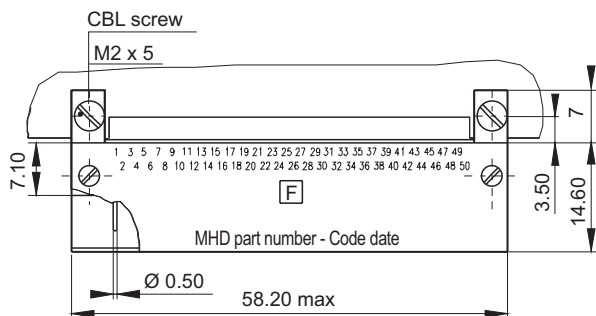 CBL screw
M2 x 5
1 3 5 7 9 11 13 15 17 19 21 23 25 27 29 31 33 35 37 39 41 43 45 47 49
2 4 6 8 10 12 14 16 18 20 22 24 26 28 30 32 34 36 38 40 42 44 46 48 50
7
7.10
3.50
14.60
F
MHD part number - Code date
Ø 0.50
58.20 max